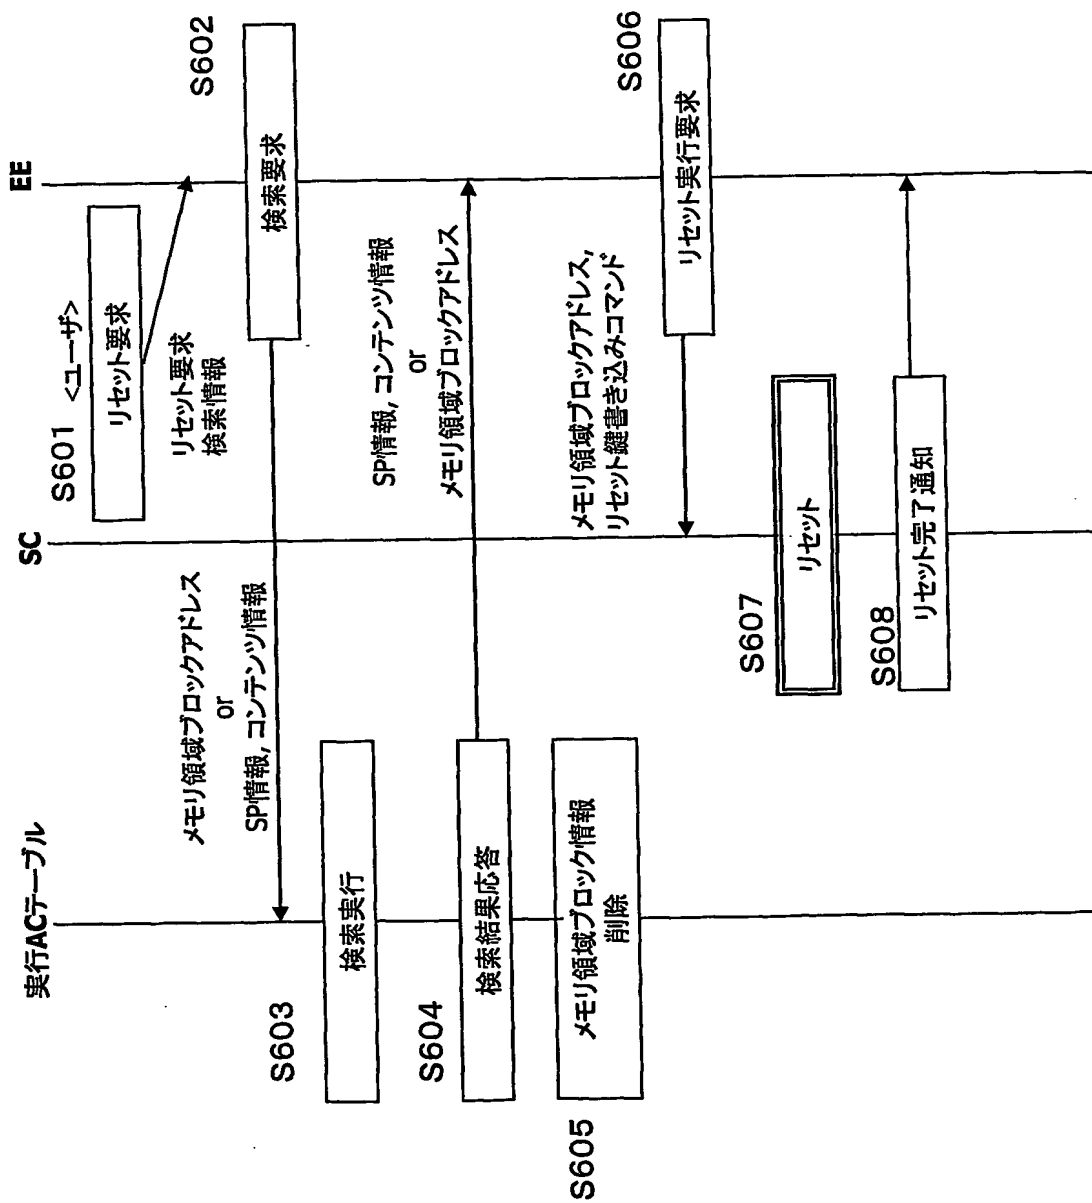 実行ACテーブル
SC
EE
S601
<ユーザ>
リセット要求
リセット要求
検索情報
S602
検索要求
メモリ領域ブロックアドレス
or
SP情報, コンテンツ情報
S603
検索実行
S604
検索結果応答
SP情報, コンテンツ情報
or
メモリ領域ブロックアドレス
S605
メモリ領域ブロック情報
削除
S606
リセット実行要求
メモリ領域ブロックアドレス,
リセット鍵書き込みコマンド
S607
リセット
S608
リセット完了通知